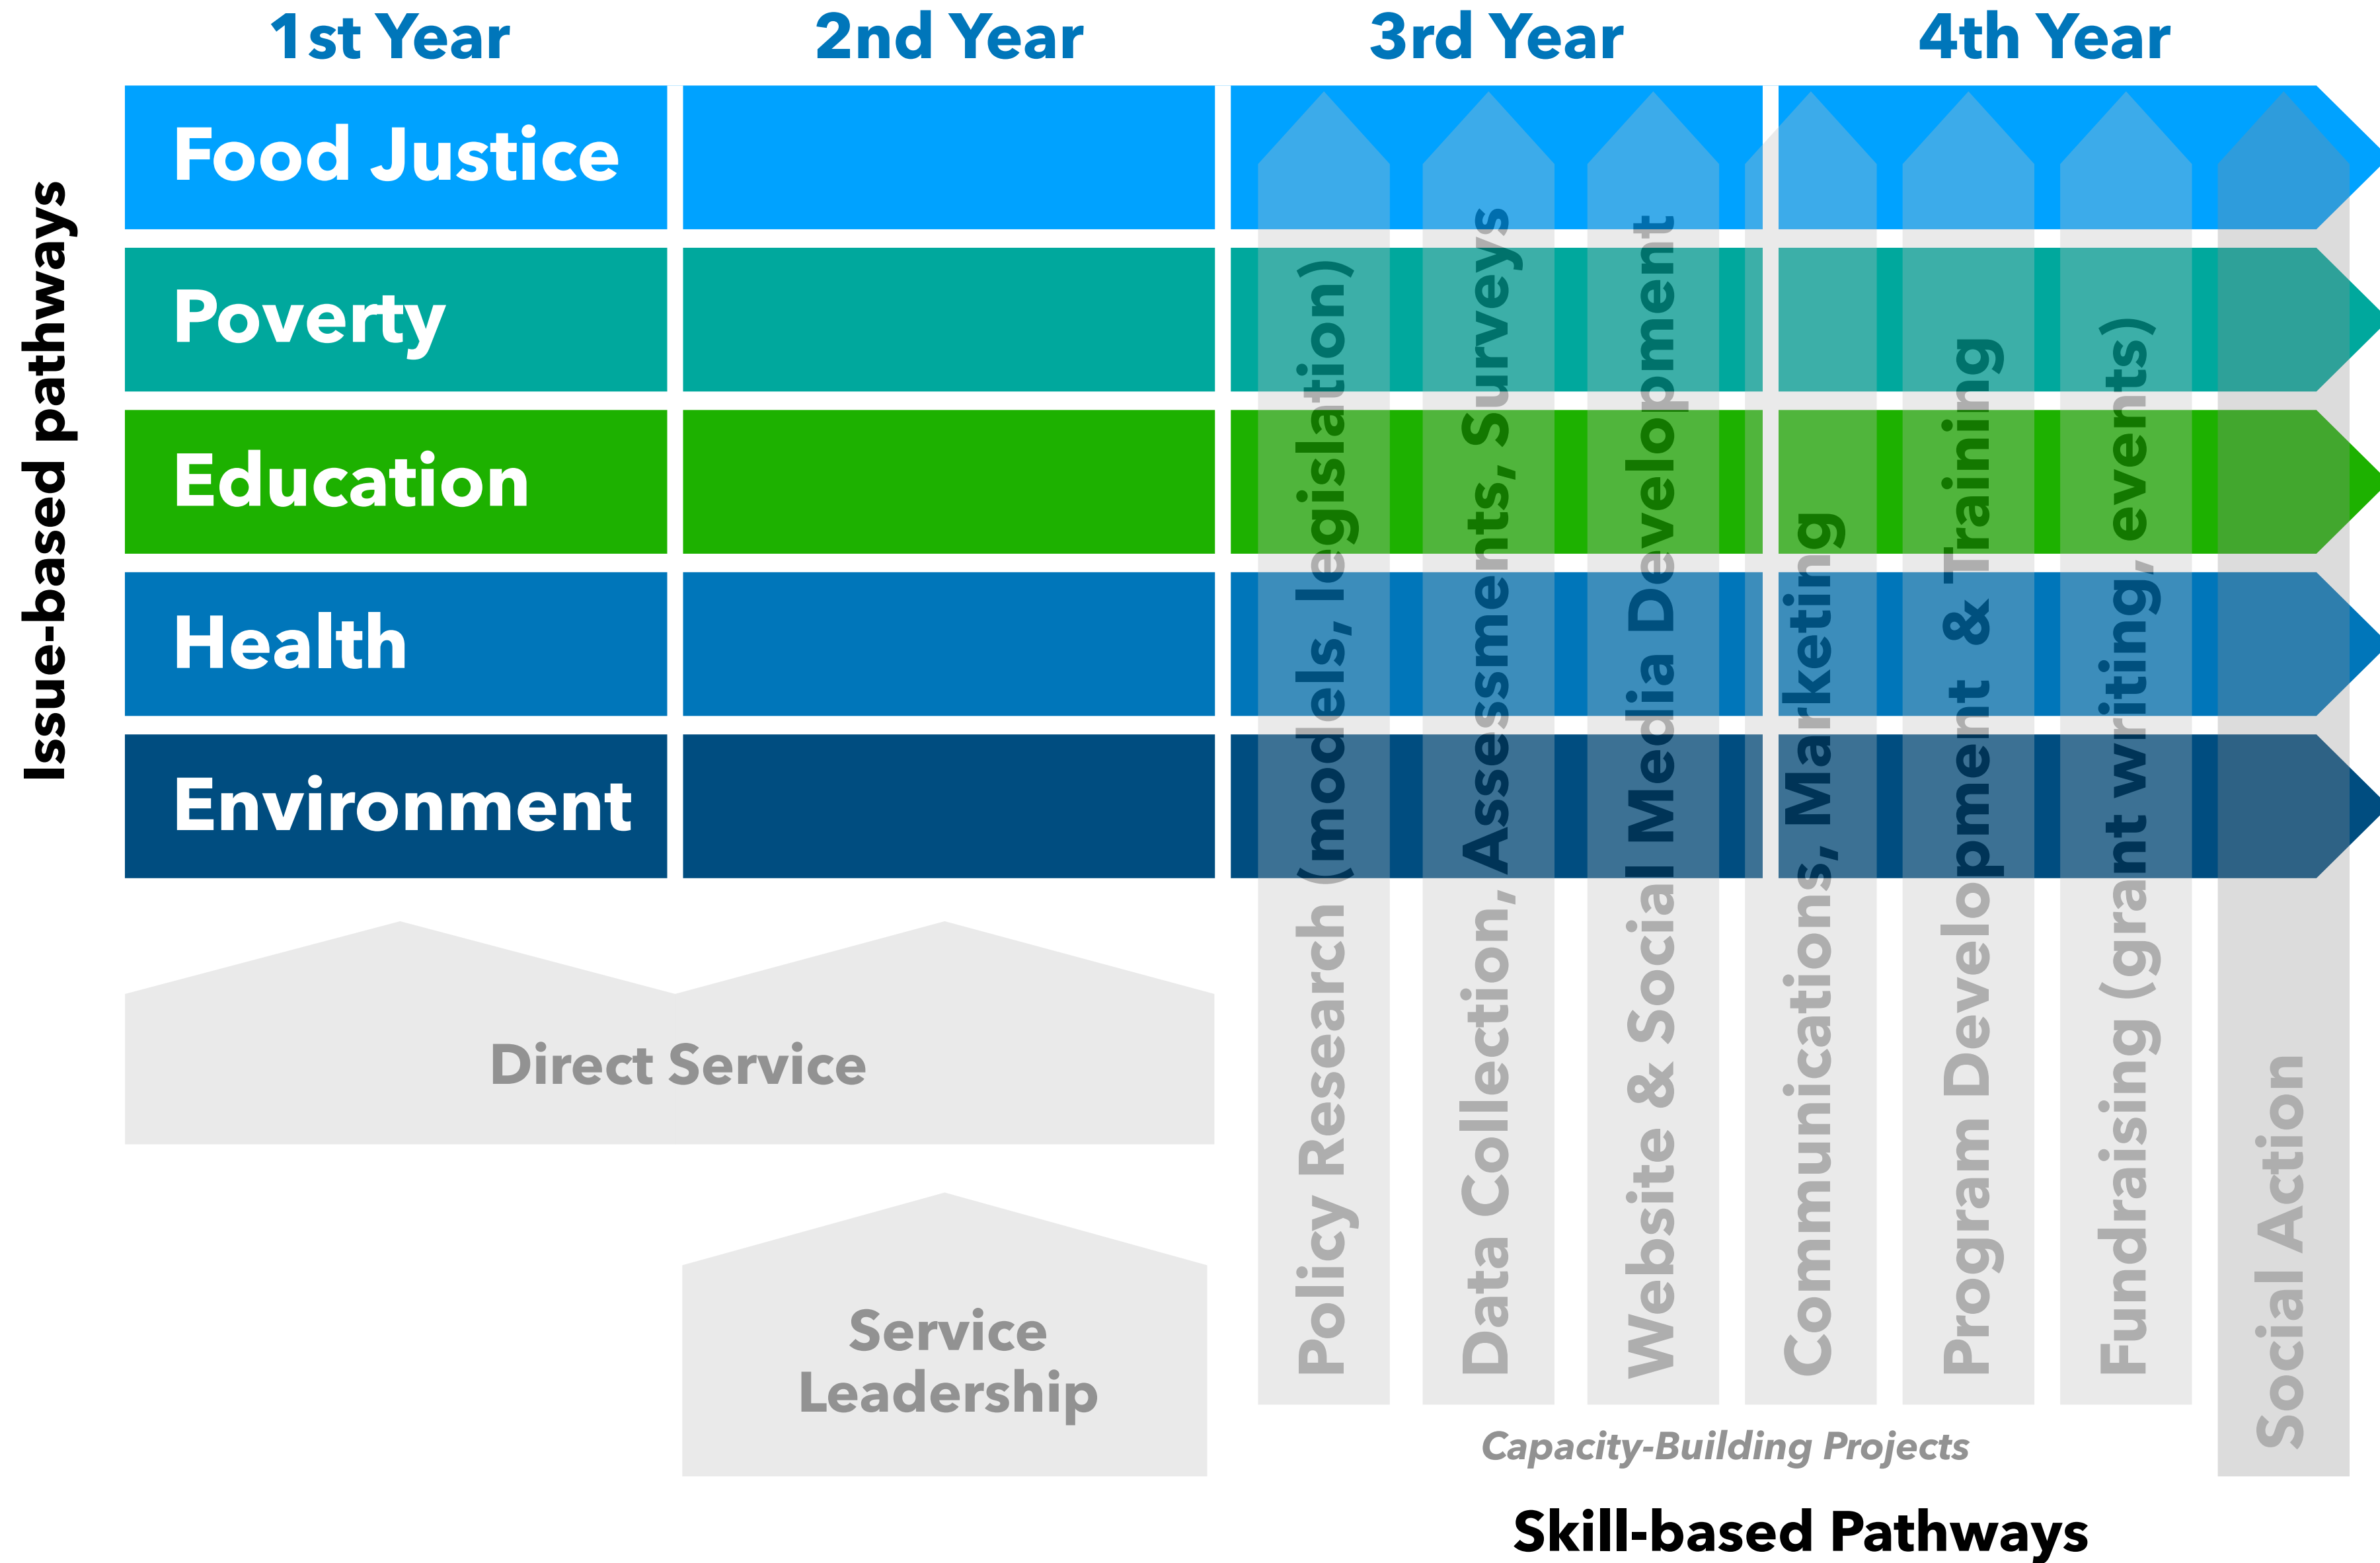 1st Year
2nd Year
3rd Year
4th Year
Issue-based pathways
Food Justice
Poverty
Education
Health
Environment
Direct Service
Service
Leadership
Policy Research (models, legislation)
Data Collection, Assessments, Surveys
Website & Social Media Development
Communications, Marketing
Program Development & Training
Fundraising (grant writing, events)
Social Action
Capacity-Building Projects
Skill-based Pathways